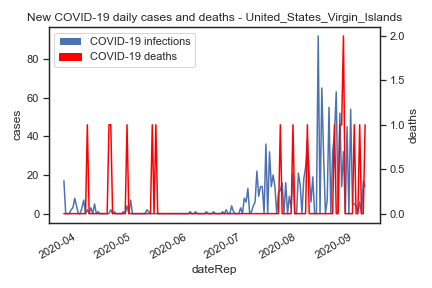 New COVID-19 daily cases and deaths - United_States_Virgin_Islands
COVID-19 infections
COVID-19 deaths
80
60
40
20
0
cases
2.0
1.5
1.0
0.5
0.0
deaths
2020-04
2020-05
2020-06
2020-07
2020-08
2020-09
dateRep